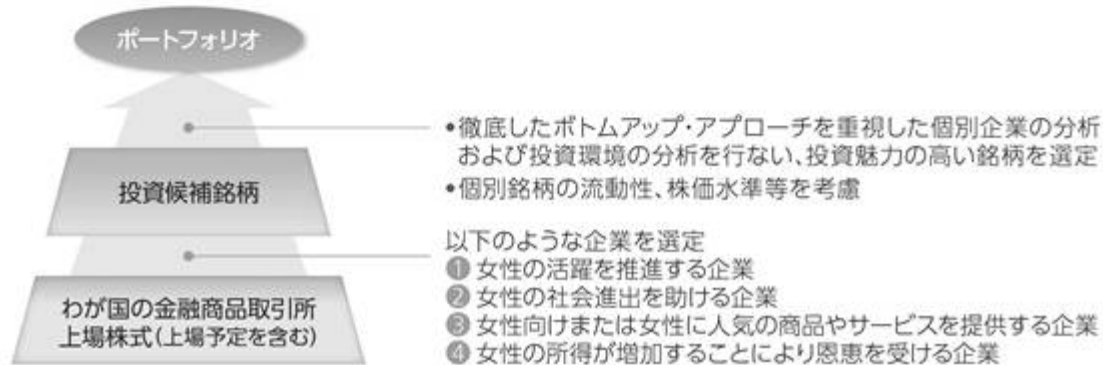 ポートフォリオ
•徹底したボトムアップ・アプローチを重視した個別企業の分析
および投資環境の分析を行ない、投資魅力の高い銘柄を選定
•個別銘柄の流動性、株価水準等を考慮
投資候補銘柄
以下のような企業を選定
❶ 女性の活躍を推進する企業
❷ 女性の社会進出を助ける企業
❸ 女性向けまたは女性に人気の商品やサービスを提供する企業
❹ 女性の所得が増加することにより恩恵を受ける企業
わが国の金融商品取引所
上場株式(上場予定を含む)